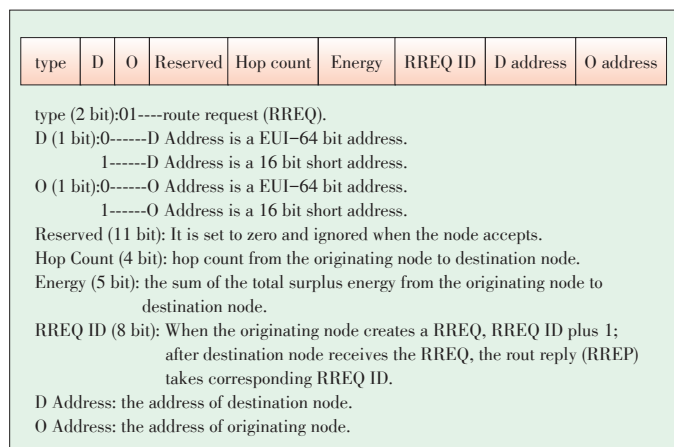 type D O Reserved Hop count Energy RREQ ID D address O address
type (2 bit):01----route request (RREQ).
D (1 bit):0------D Address is a EUI−64 bit address.
1------D Address is a 16 bit short address.
O (1 bit):0------O Address is a EUI−64 bit address.
1------O Address is a 16 bit short address.
Reserved (11 bit): It is set to zero and ignored when the node accepts.
Hop Count (4 bit): hop count from the originating node to destination node.
Energy (5 bit): the sum of the total surplus energy from the originating node to
destination node.
RREQ ID (8 bit): When the originating node creates a RREQ, RREQ ID plus 1;
after destination node receives the RREQ, the rout reply (RREP)
takes corresponding RREQ ID.
D Address: the address of destination node.
O Address: the address of originating node.